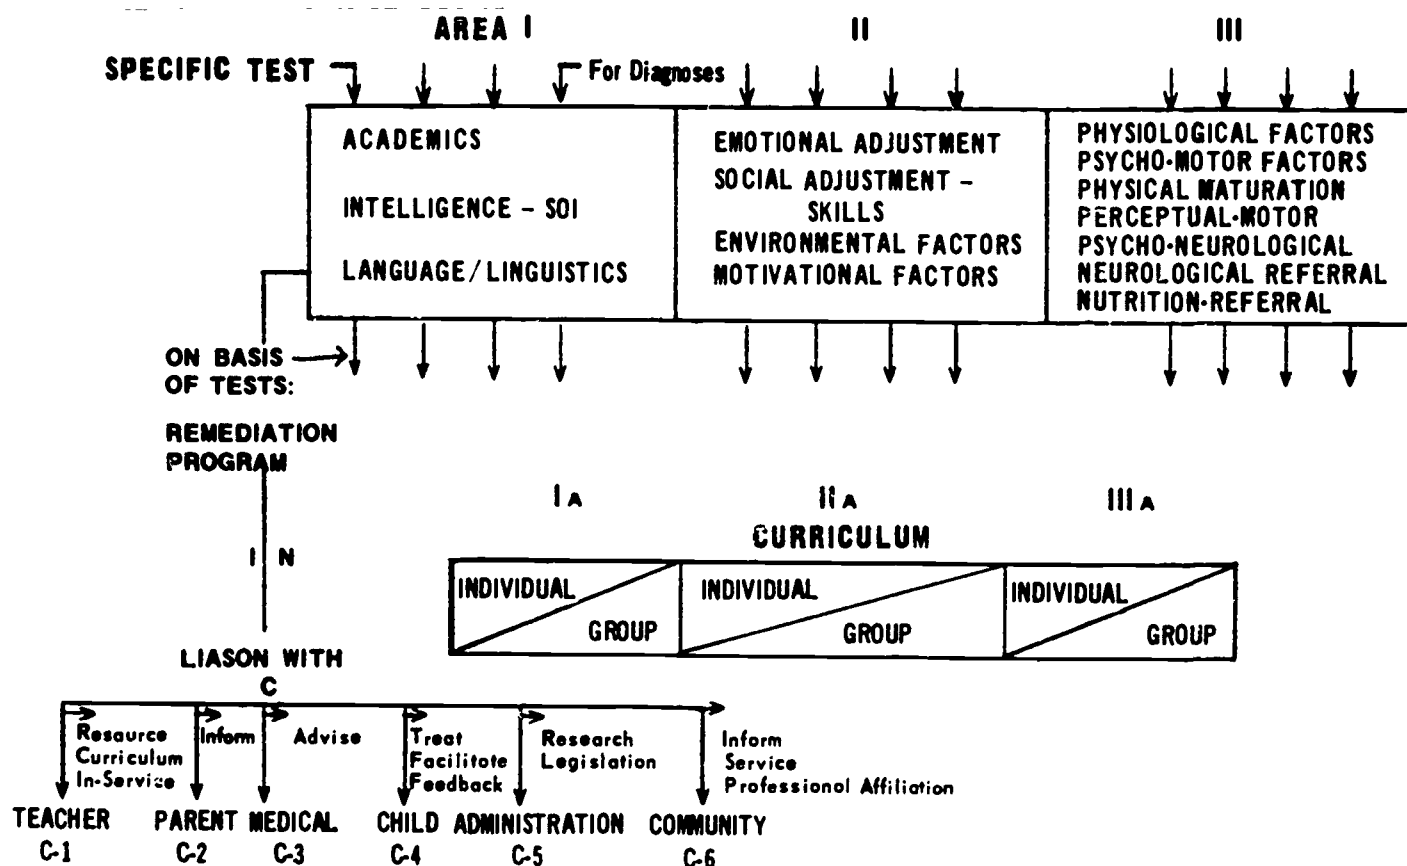 AREA I
II
III
SPECIFIC TEST
For Diagnoses
ACADEMICS
INTELLIGENCE - SOI
LANGUAGE/LINGUISTICS
EMOTIONAL ADJUSTMENT
SOCIAL ADJUSTMENT -
SKILLS
ENVIRONMENTAL FACTORS
MOTIVATIONAL FACTORS
PHYSIOLOGICAL FACTORS
PSYCHO-MOTOR FACTORS
PHYSICAL MATURATION
PERCEPTUAL-MOTOR
PSYCHO-NEUROLOGICAL
NEUROLOGICAL REFERRAL
NUTRITION-REFERRAL
ON BASIS
OF TESTS:
REMEDIATION
PROGRAM
I N
LIASON WITH
C
I A
II A
III A
CURRICULUM
INDIVIDUAL
GROUP
INDIVIDUAL
GROUP
INDIVIDUAL
GROUP
Resource
Curriculum
In-Service
Inform
Advise
Treat
Facilitate
Feedback
Research
Legislation
Inform
Service
Professional Affiliation
TEACHER
C-1
PARENT
C-2
MEDICAL
C-3
CHILD
C-4
ADMINISTRATION
C-5
COMMUNITY
C-6